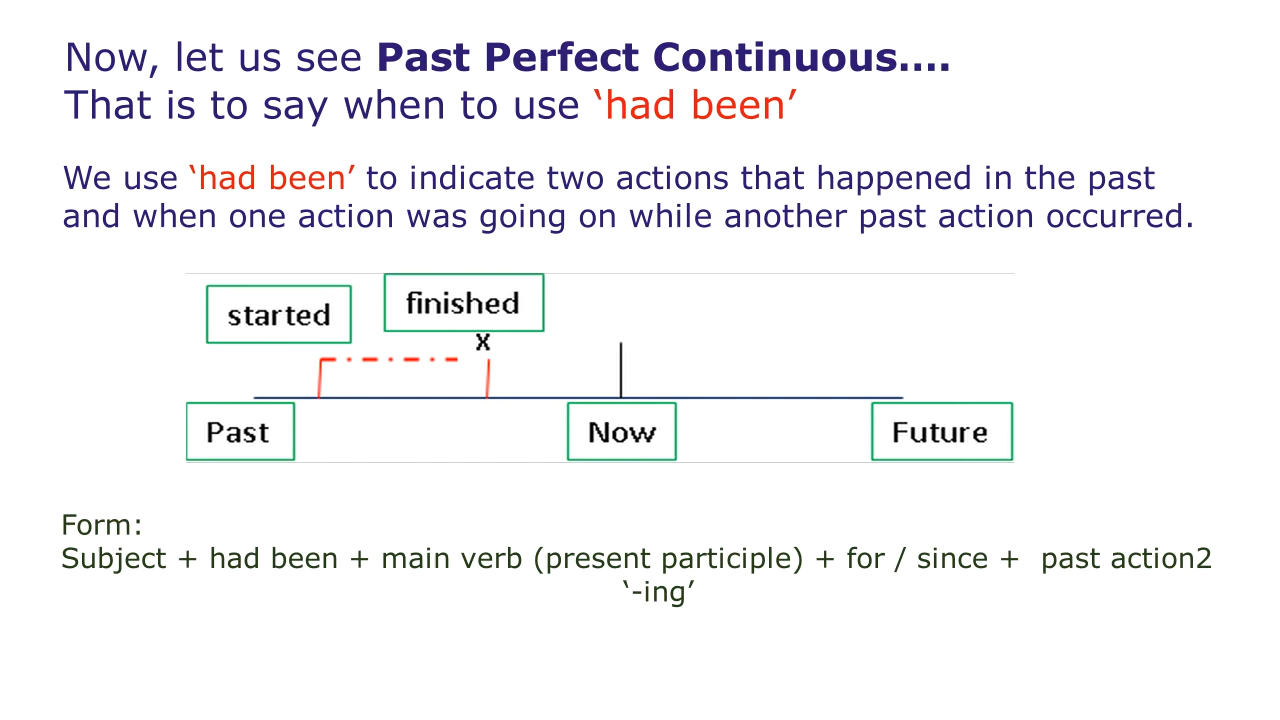 Now, let us see Past Perfect Continuous….
That is to say when to use ‘had been’
We use ‘had been’ to indicate two actions that happened in the past
and when one action was going on while another past action occurred.
started
finished
x
Past
Now
Future
Form:
Subject + had been + main verb (present participle) + for / since +  past action2
‘-ing’